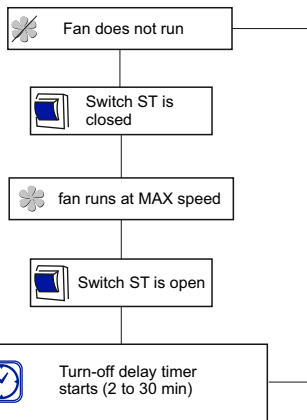 Fan does not run
Switch ST is
closed
fan runs at MAX speed
Switch ST is open
Turn-off delay timer
starts (2 to 30 min)